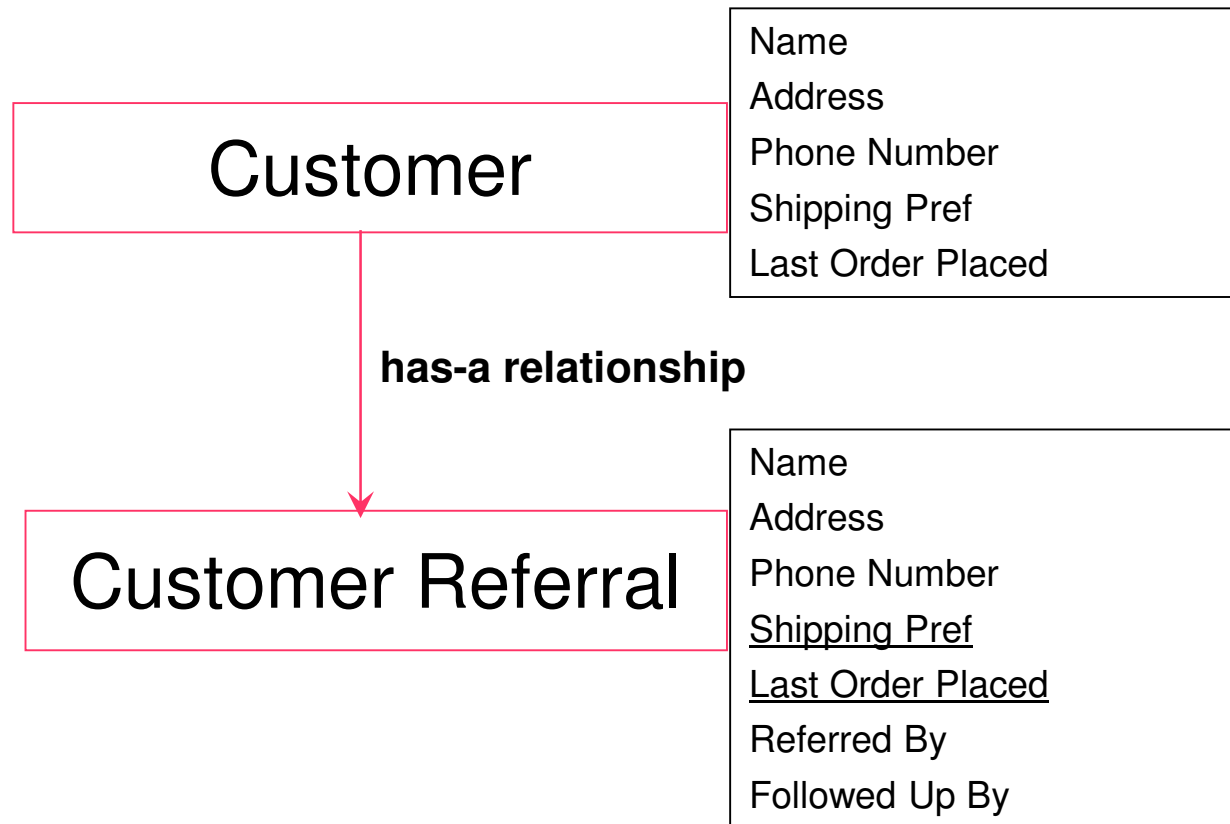 Name
Address
Phone Number
Shipping Pref
Last Order Placed
Customer
has-a relationship
Name
Address
Phone Number
Shipping Pref
Last Order Placed
Referred By
Followed Up By
Customer Referral